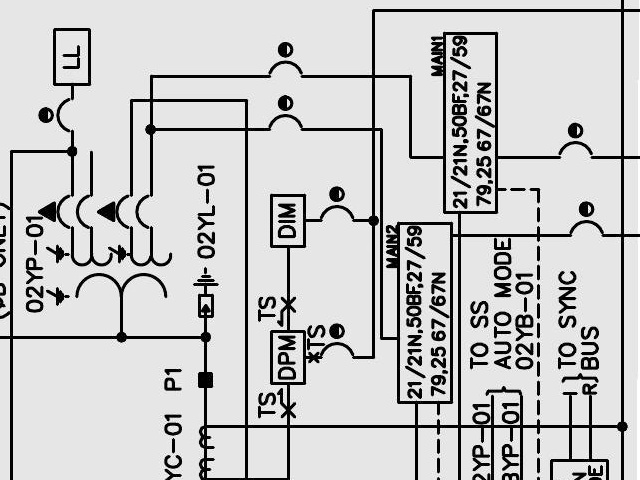 LL
MAIN1
21/21N,50BF,27/59
79,25 67/67N
02YP-01
02YL-01
DIM
MAIN2
21/21N,50BF,27/59
79,25 67/67N
TO SS
AUTO MODE
02YB-01
TO SYNC
BUS
TS
TS
DPM
TS
P1
YC-01
2YP-01
3YP-01
R